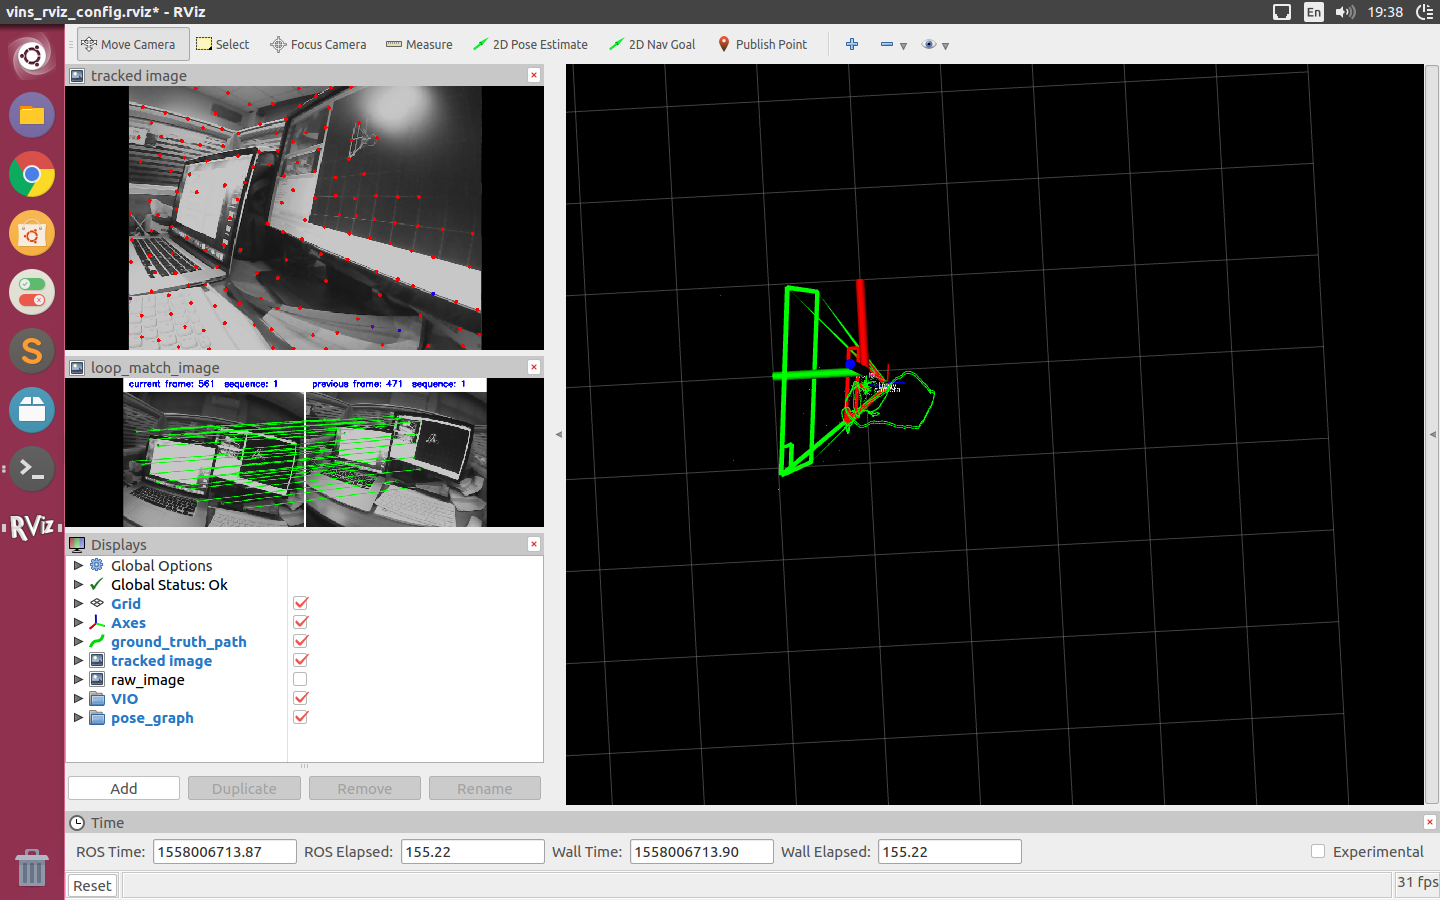 vins_rviz_config.rviz* - RViz
En
19:38
Move Camera
Select
Focus Camera
Measure
2D Pose Estimate
2D Nav Goal
Publish Point
tracked image
loop_match_image
current frame: 561 sequence: 1
previous frame: 471 sequence: 1
RViz
Displays
Global Options
Global Status: Ok
Grid
Axes
ground_truth_path
tracked image
raw_image
VIO
pose_graph
Add
Duplicate
Remove
Rename
Time
ROS Time: 1558006713.87
ROS Elapsed: 155.22
Wall Time: 1558006713.90
Wall Elapsed: 155.22
Experimental
Reset
31 fps